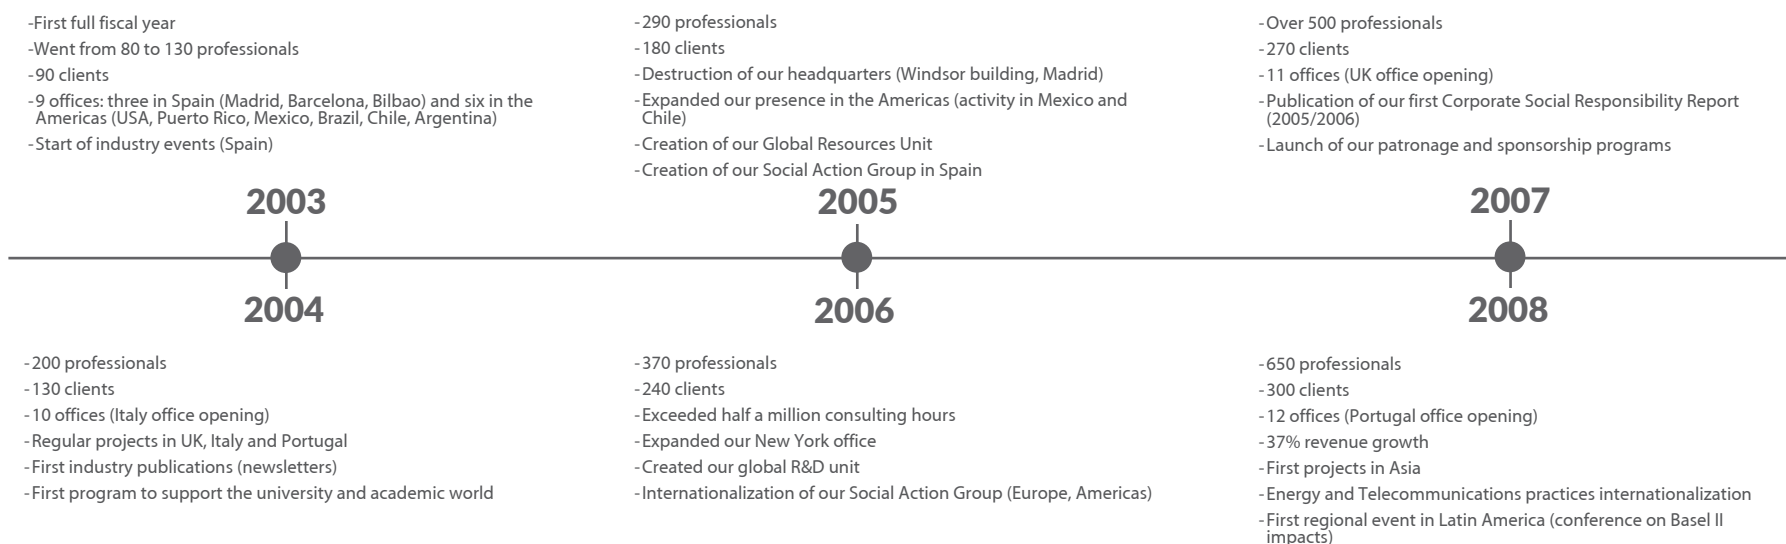 -First full fiscal year
-Went from 80 to 130 professionals
-90 clients
-9 offices: three in Spain (Madrid, Barcelona, Bilbao) and six in the
Americas (USA, Puerto Rico, Mexico, Brazil, Chile, Argentina)
-Start of industry events (Spain)
2003
2004
-200 professionals
-130 clients
-10 offices (Italy office opening)
-Regular projects in UK, Italy and Portugal
-First industry publications (newsletters)
-First program to support the university and academic world
-290 professionals
-180 clients
-Destruction of our headquarters (Windsor building, Madrid)
-Expanded our presence in the Americas (activity in Mexico and
Chile)
-Creation of our Global Resources Unit
-Creation of our Social Action Group in Spain
2005
2006
-370 professionals
-240 clients
-Exceeded half a million consulting hours
-Expanded our New York office
-Created our global R&D unit
-Internationalization of our Social Action Group (Europe, Americas)
-Over 500 professionals
-270 clients
-11 offices (UK office opening)
-Publication of our first Corporate Social Responsibility Report
(2005/2006)
-Launch of our patronage and sponsorship programs
2007
2008
-650 professionals
-300 clients
-12 offices (Portugal office opening)
-37% revenue growth
-First projects in Asia
-Energy and Telecommunications practices internationalization
-First regional event in Latin America (conference on Basel II
impacts)